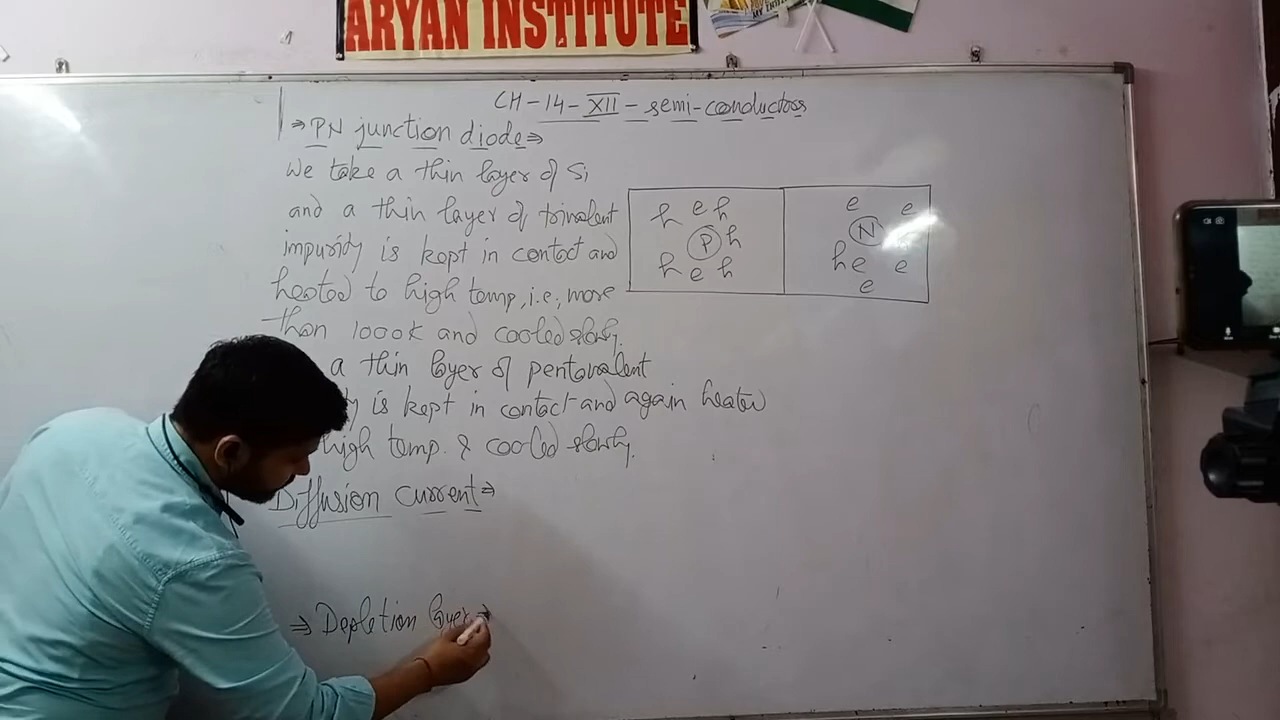 ARYAN INSTITUTE
CH-14-XII-semi-conductors
⇒ PN junction diode ⇒
We take a thin layer of Si
and a thin layer of trivalent
impurity is kept in contact and
heated to high temp, i.e., more
than 1000K and cooled slowly.
a thin layer of pentavalent
y is kept in contact and again heated
high temp. & cooled slowly.
Diffusion current ⇒
⇒ Depletion layer ⇒
h e h
P h
h e h
e e
N
h e e
e